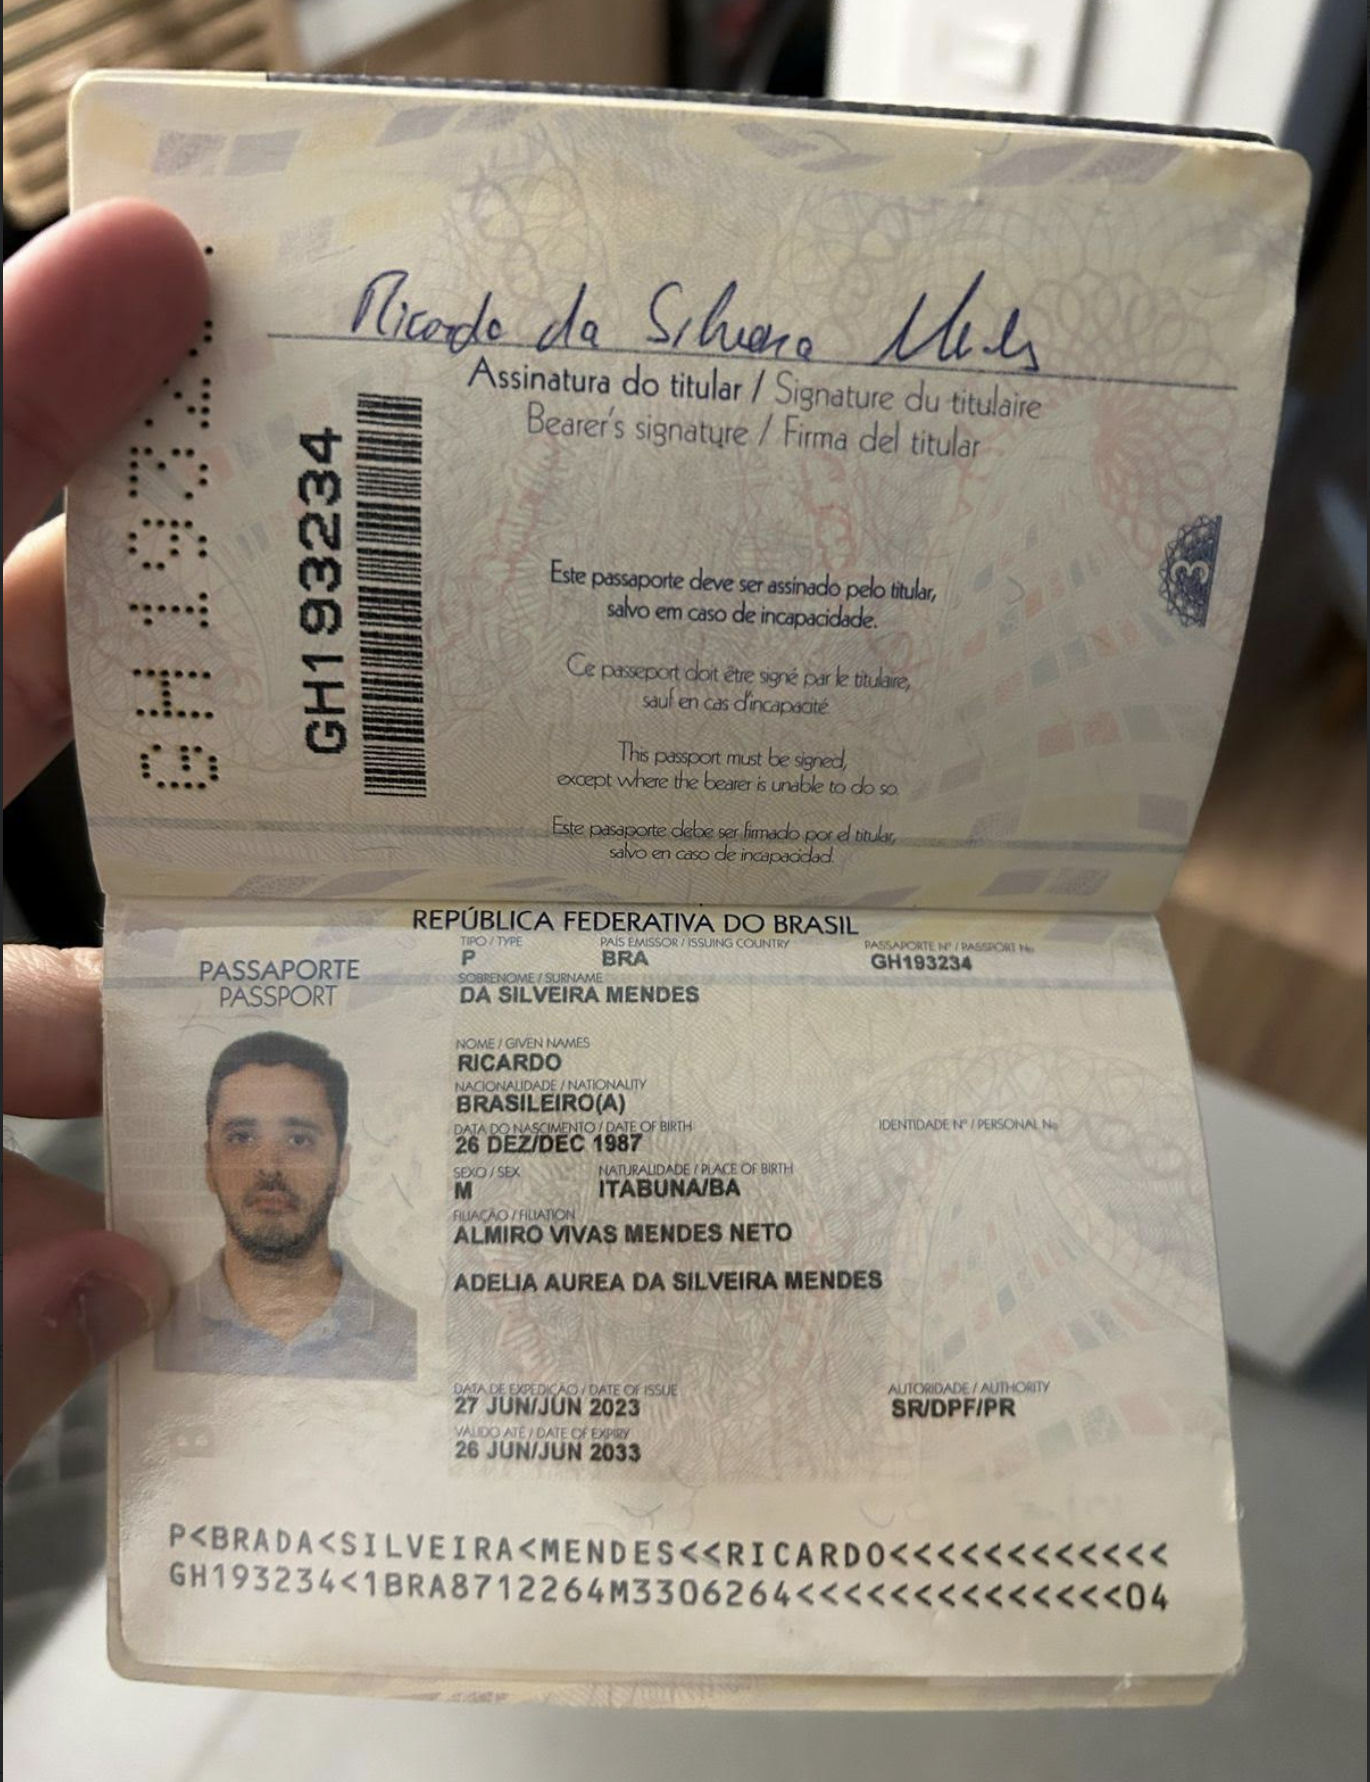 Ricardo da Silveira Mendes
Assinatura do titular / Signature du titulaire
Bearer's signature / Firma del titular
GH193234
GH193234
3
Este passaporte deve ser assinado pelo titular,
salvo em caso de incapacidade.
Ce passeport doit être signé par le titulaire,
sauf en cas d'incapacité
This passport must be signed,
except where the bearer is unable to do so.
Este pasaporte debe ser firmado por el titular,
salvo en caso de incapacidad.
REPÚBLICA FEDERATIVA DO BRASIL
PASSAPORTE
PASSPORT
TIPO / TYPE PAÍS EMISSOR / ISSUING COUNTRY PASSAPORTE Nº / PASSPORT No
P BRA GH193234
SOBRENOME / SURNAME
DA SILVEIRA MENDES
NOME / GIVEN NAMES
RICARDO
NACIONALIDADE / NATIONALITY
BRASILEIRO(A)
DATA DO NASCIMENTO / DATE OF BIRTH IDENTIDADE Nº / PERSONAL No
26 DEZ/DEC 1987
SEXO / SEX NATURALIDADE / PLACE OF BIRTH
M ITABUNA/BA
FILIAÇÃO / FILIATION
ALMIRO VIVAS MENDES NETO
ADELIA AUREA DA SILVEIRA MENDES
DATA DE EXPEDIÇÃO / DATE OF ISSUE AUTORIDADE / AUTHORITY
27 JUN/JUN 2023 SR/DPF/PR
VÁLIDO ATÉ / DATE OF EXPIRY
26 JUN/JUN 2033
P<BRADA<SILVEIRA<MENDES<<RICARDO<<<<<<<<<<<<
GH193234<1BRA8712264M3306264<<<<<<<<<<<<<<04